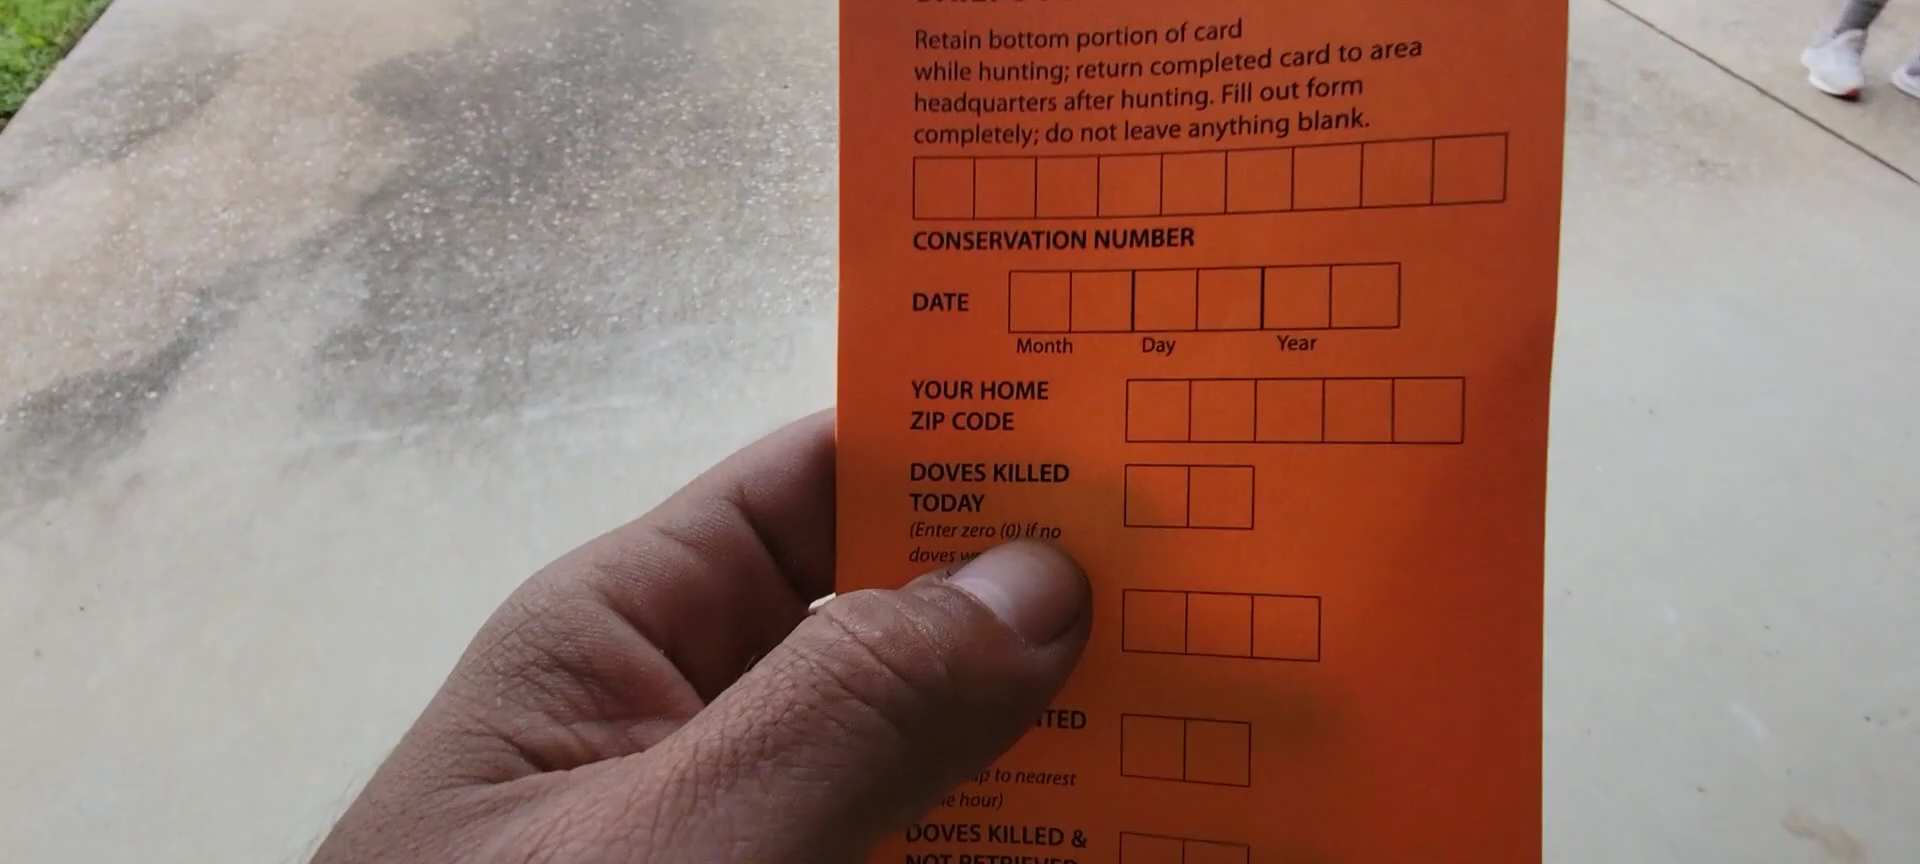 Retain bottom portion of card
while hunting; return completed card to area
headquarters after hunting. Fill out form
completely; do not leave anything blank.
CONSERVATION NUMBER
DATE
Month Day Year
YOUR HOME
ZIP CODE
DOVES KILLED
TODAY
(Enter zero (0) if no
doves
to nearest
hour)
DOVES KILLED &
NOT RETRIEVED